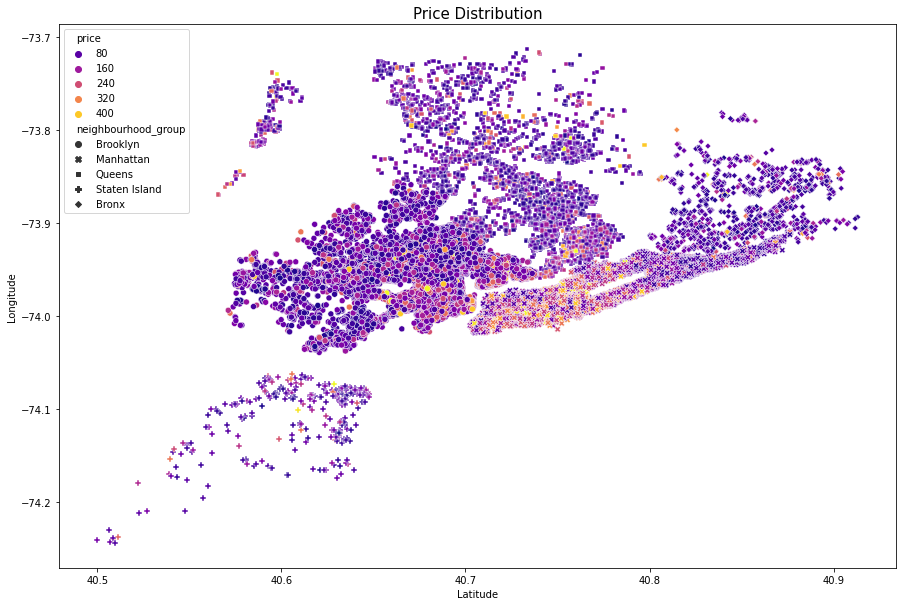 Price Distribution
price
80
160
240
320
400
neighbourhood_group
Brooklyn
Manhattan
Queens
Staten Island
Bronx
−73.7
−73.8
−73.9
−74.0
−74.1
−74.2
Longitude
40.5 40.6 40.7 40.8 40.9
Latitude